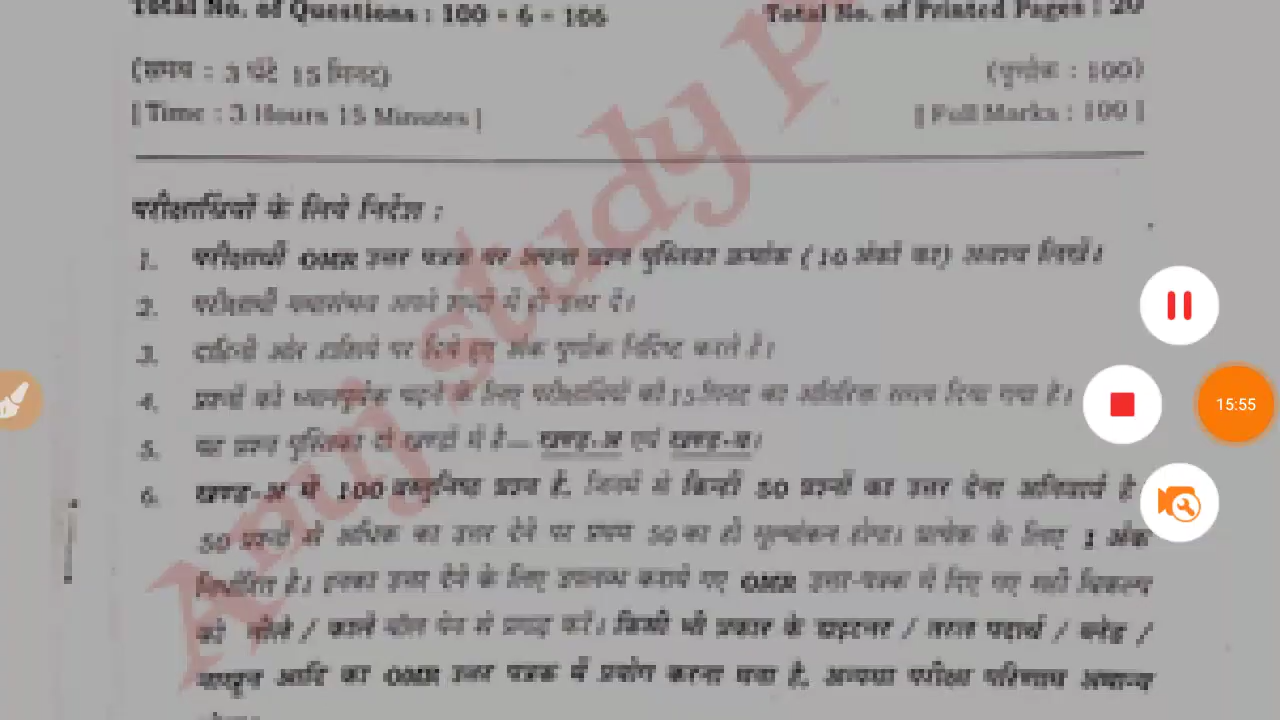 Total No. of Questions : 100 + 6 = 106
Total No. of Printed Pages : 20
(समय : 3 घंटे 15 मिनट)
(पूर्णांक : 100)
[ Time : 3 Hours 15 Minutes ]
[ Full Marks : 100 ]
परीक्षार्थियों के लिये निर्देश :
1. परीक्षार्थी OMR उत्तर पत्रक पर अपना प्रश्न पुस्तिका क्रमांक (10 अंकों का) अवश्य लिखें।
2. परीक्षार्थी यथासंभव अपने शब्दों में ही उत्तर दें।
3. दाहिनी ओर हाशिये पर दिये हुए अंक पूर्णांक निर्दिष्ट करते हैं।
4. प्रश्नों को ध्यानपूर्वक पढ़ने के लिए परीक्षार्थियों को 15 मिनट का अतिरिक्त समय दिया गया है।
5. यह प्रश्न पुस्तिका दो खण्डों में है— खण्ड-अ एवं खण्ड-ब।
6. खण्ड-अ में 100 वस्तुनिष्ठ प्रश्न हैं, जिनमें से किन्हीं 50 प्रश्नों का उत्तर देना अनिवार्य है
50 प्रश्नों से अधिक का उत्तर देने पर प्रथम 50 का ही मूल्यांकन होगा। प्रत्येक के लिए 1 अंक
निर्धारित है। इनका उत्तर देने के लिए उपलब्ध कराये गए OMR उत्तर-पत्रक में दिए गए सही विकल्प
को नीले / काले बॉल पेन से प्रगाढ़ करें। किसी भी प्रकार के ह्वाइटनर / तरल पदार्थ / ब्लेड /
नाखून आदि का OMR उत्तर पत्रक में प्रयोग करना मना है, अन्यथा परीक्षा परिणाम अमान्य
Anuj study P
15:55